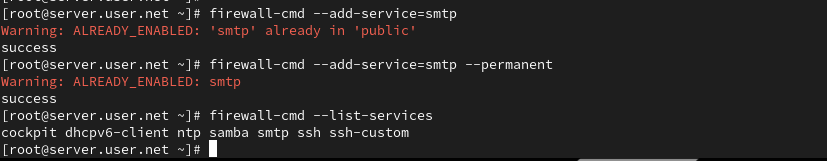 [root@server.user.net ~]# firewall-cmd --add-service=smtp
Warning: ALREADY_ENABLED: 'smtp' already in 'public'
success
[root@server.user.net ~]# firewall-cmd --add-service=smtp --permanent
Warning: ALREADY_ENABLED: smtp
success
[root@server.user.net ~]# firewall-cmd --list-services
cockpit dhcpv6-client ntp samba smtp ssh ssh-custom
[root@server.user.net ~]#